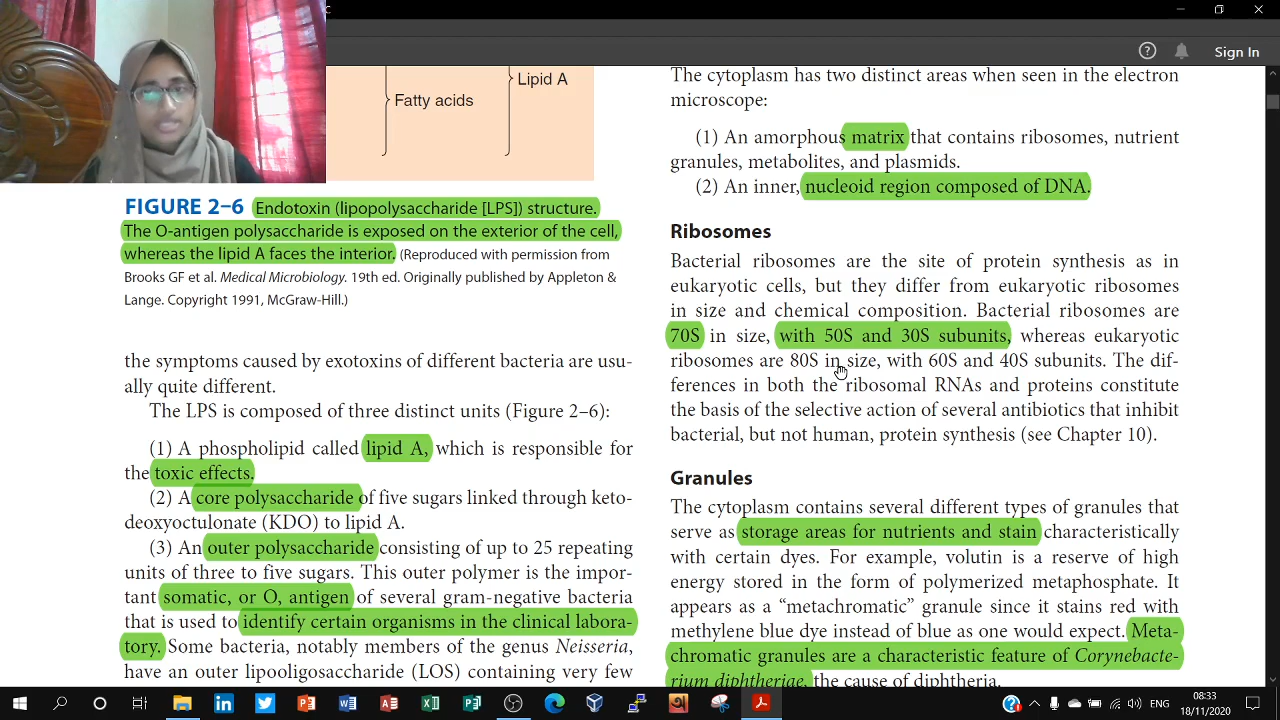 Sign In
Fatty acids
Lipid A
FIGURE 2–6 Endotoxin (lipopolysaccharide [LPS]) structure.
The O-antigen polysaccharide is exposed on the exterior of the cell,
whereas the lipid A faces the interior. (Reproduced with permission from
Brooks GF et al. Medical Microbiology. 19th ed. Originally published by Appleton &
Lange. Copyright 1991, McGraw-Hill.)
the symptoms caused by exotoxins of different bacteria are usu-
ally quite different.
The LPS is composed of three distinct units (Figure 2–6):
(1) A phospholipid called lipid A, which is responsible for
the toxic effects.
(2) A core polysaccharide of five sugars linked through keto-
deoxyoctulonate (KDO) to lipid A.
(3) An outer polysaccharide consisting of up to 25 repeating
units of three to five sugars. This outer polymer is the impor-
tant somatic, or O, antigen of several gram-negative bacteria
that is used to identify certain organisms in the clinical labora-
tory. Some bacteria, notably members of the genus Neisseria,
have an outer lipooligosaccharide (LOS) containing very few
The cytoplasm has two distinct areas when seen in the electron
microscope:
(1) An amorphous matrix that contains ribosomes, nutrient
granules, metabolites, and plasmids.
(2) An inner, nucleoid region composed of DNA.
Ribosomes
Bacterial ribosomes are the site of protein synthesis as in
eukaryotic cells, but they differ from eukaryotic ribosomes
in size and chemical composition. Bacterial ribosomes are
70S in size, with 50S and 30S subunits, whereas eukaryotic
ribosomes are 80S in size, with 60S and 40S subunits. The dif-
ferences in both the ribosomal RNAs and proteins constitute
the basis of the selective action of several antibiotics that inhibit
bacterial, but not human, protein synthesis (see Chapter 10).
Granules
The cytoplasm contains several different types of granules that
serve as storage areas for nutrients and stain characteristically
with certain dyes. For example, volutin is a reserve of high
energy stored in the form of polymerized metaphosphate. It
appears as a “metachromatic” granule since it stains red with
methylene blue dye instead of blue as one would expect. Meta-
chromatic granules are a characteristic feature of Corynebacte-
rium diphtheriae, the cause of diphtheria.
ENG
08:33
18/11/2020